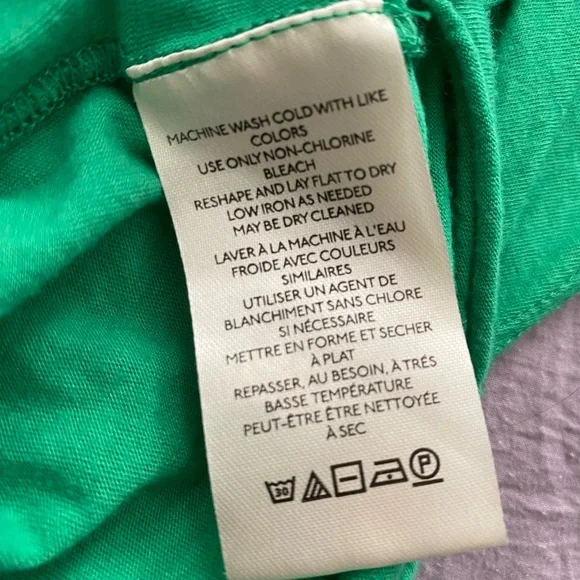 MACHINE WASH COLD WITH LIKE
COLORS
USE ONLY NON-CHLORINE
BLEACH
RESHAPE AND LAY FLAT TO DRY
LOW IRON AS NEEDED
MAY BE DRY CLEANED
LAVER À LA MACHINE À L'EAU
FROIDE AVEC COULEURS
SIMILAIRES
UTILISER UN AGENT DE
BLANCHIMENT SANS CHLORE
SI NÉCESSAIRE
METTRE EN FORME ET SECHER
À PLAT
REPASSER, AU BESOIN, À TRÉS
BASSE TEMPÉRATURE
PEUT-ÊTRE ÊTRE NETTOYÉE
À SEC
30 P